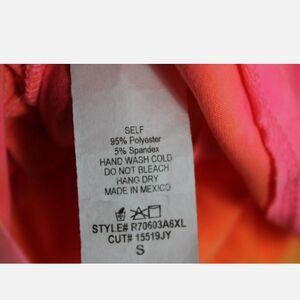 SELF
95% Polyester
5% Spandex
HAND WASH COLD
DO NOT BLEACH
HANG DRY
MADE IN MEXICO
STYLE# R70603A6XL
CUT# 15519JY
S